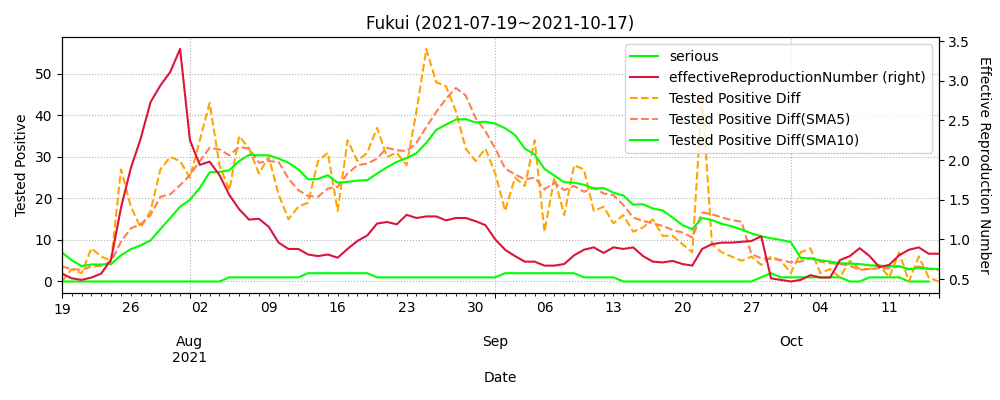 Fukui (2021-07-19~2021-10-17)
serious
effectiveReproductionNumber (right)
Tested Positive Diff
Tested Positive Diff(SMA5)
Tested Positive Diff(SMA10)
Tested Positive
50
40
30
20
10
0
3.5
3.0
2.5
2.0
1.5
1.0
0.5
Effective Reproduction Number
19 26 02 09 16 23 30 06 13 20 27 04 11
Aug Sep Oct
2021
Date